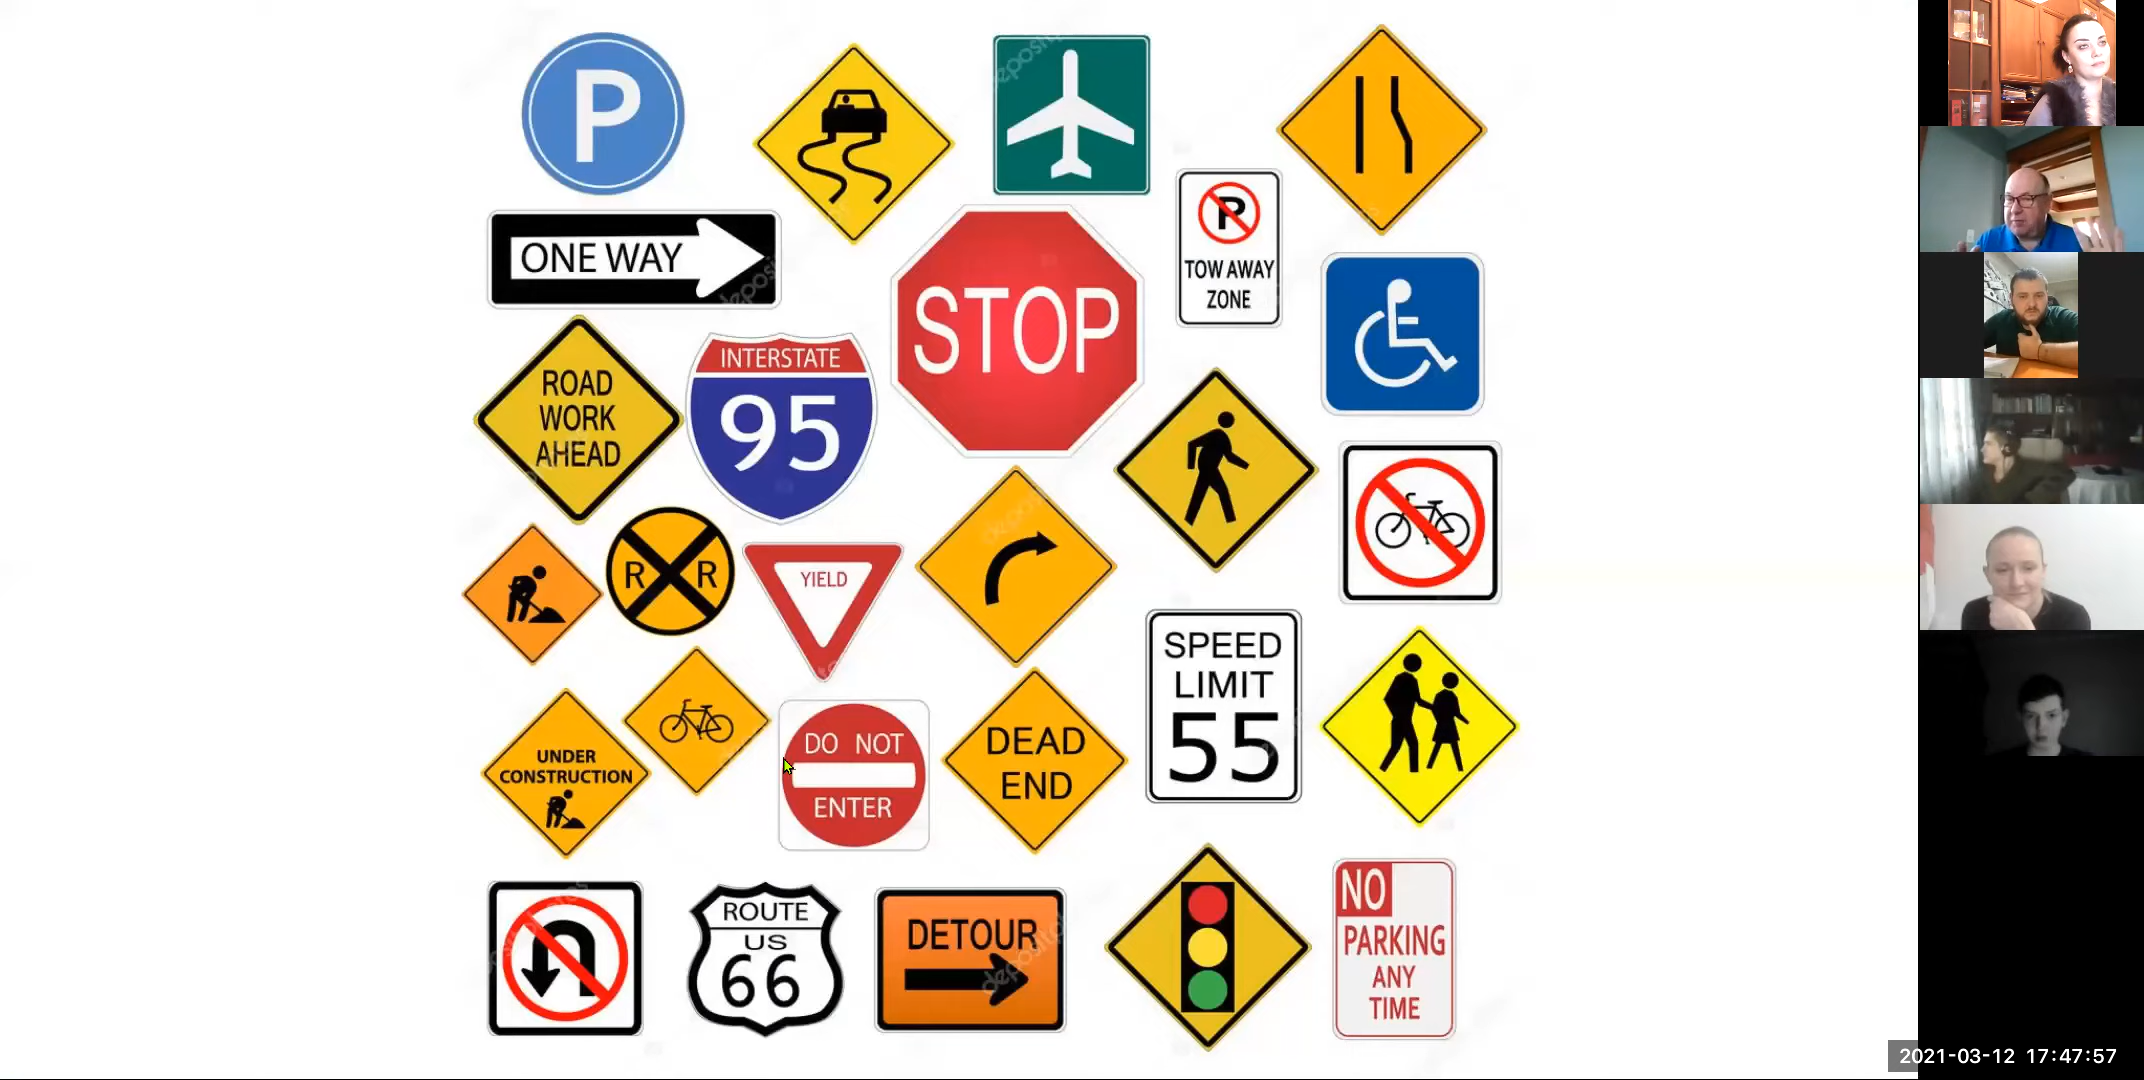 P
ONE WAY
P
TOW AWAY
ZONE
STOP
ROAD
WORK
AHEAD
INTERSTATE
95
R R
YIELD
SPEED
LIMIT
55
UNDER
CONSTRUCTION
DO NOT
ENTER
DEAD
END
ROUTE
US
66
DETOUR
NO
PARKING
ANY
TIME
2021-03-12 17:47:57